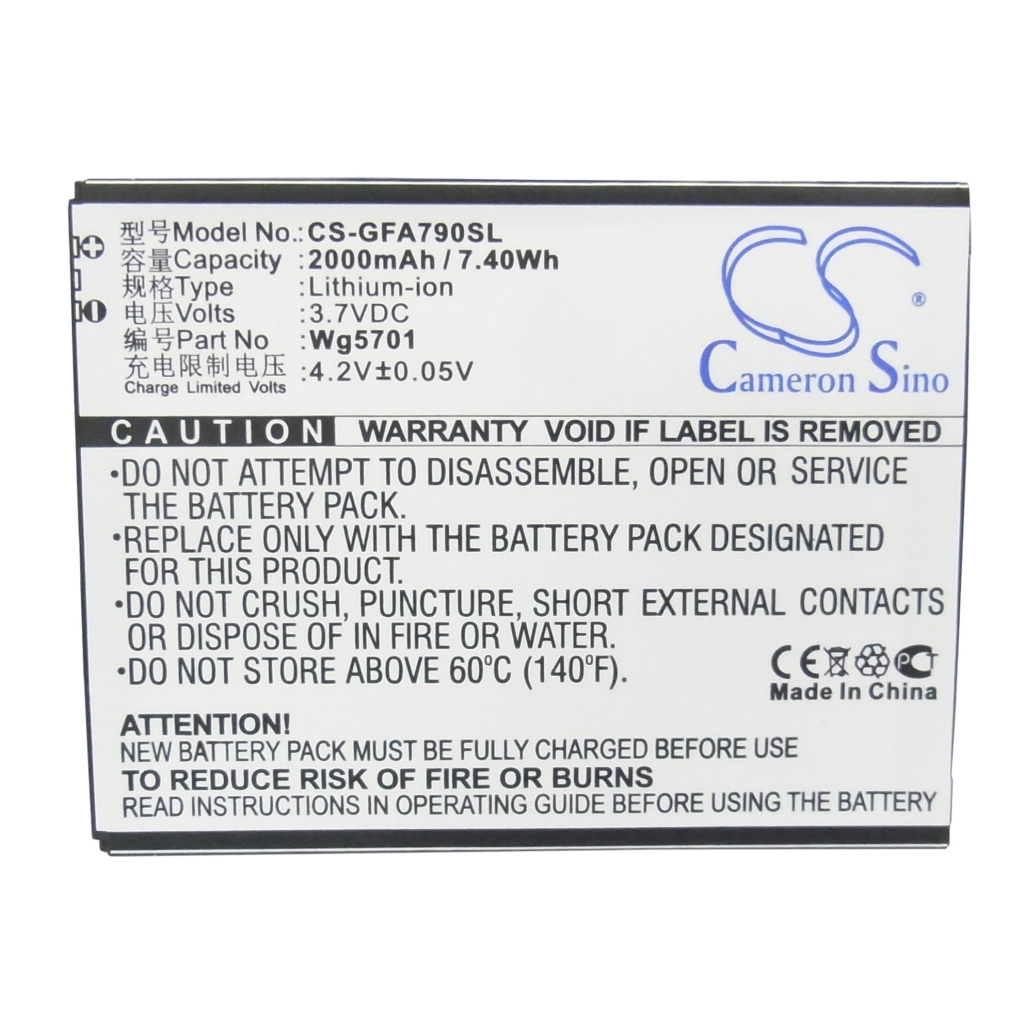 型号Model No.: CS-GFA790SL
容量Capacity : 2000mAh / 7.40Wh
规格Type : Lithium-ion
电压Volts : 3.7VDC
编号Part No : Wg5701
充电限制电压
Charge Limited Volts : 4.2V±0.05V
CS ®
Cameron Sino
CAUTION WARRANTY VOID IF LABEL IS REMOVED
•DO NOT ATTEMPT TO DISASSEMBLE, OPEN OR SERVICE
THE BATTERY PACK.
•REPLACE ONLY WITH THE BATTERY PACK DESIGNATED
FOR THIS PRODUCT.
•DO NOT CRUSH, PUNCTURE, SHORT EXTERNAL CONTACTS
OR DISPOSE OF IN FIRE OR WATER.
•DO NOT STORE ABOVE 60°C (140°F).
CE PCT
Made In China
ATTENTION!
NEW BATTERY PACK MUST BE FULLY CHARGED BEFORE USE
TO REDUCE RISK OF FIRE OR BURNS
READ INSTRUCTIONS IN OPERATING GUIDE BEFORE USING THE BATTERY